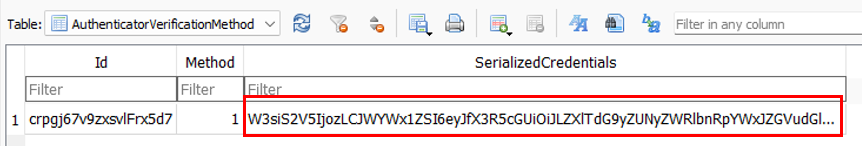 Table: AuthenticatorVerificationMethod Filter in any column
Id Method SerializedCredentials
Filter Filter Filter
1 crpgj67v9zxsvlFrx5d7 1 W3siS2V5IjozLCJWYWx1ZSI6eyJfX3R5cGUiOiJLZXlTdG9yZUNyZWRlbnRpYWxJZGVudGl...